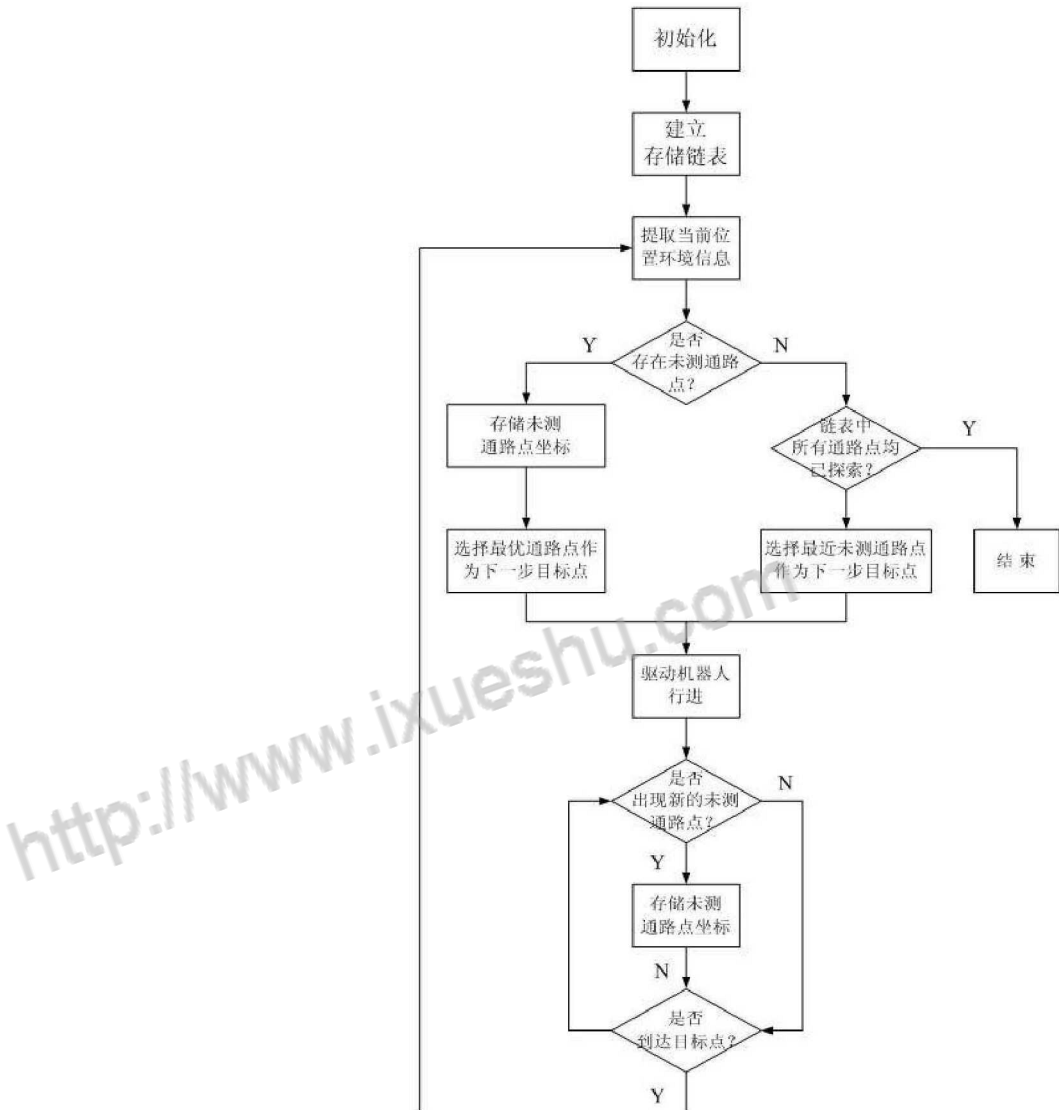 初始化
建立
存储链表
提取当前位
置环境信息
是否
存在未测通路
点?
Y
N
存储未测
通路点坐标
链表中
所有通路点均
已探索?
Y
选择最优通路点作
为下一步目标点
选择最近未测通路点
作为下一步目标点
结束
驱动机器人
行进
是否
出现新的未测
通路点?
N
Y
存储未测
通路点坐标
N
是否
到达目标点?
Y
http://www.ixueshu.com